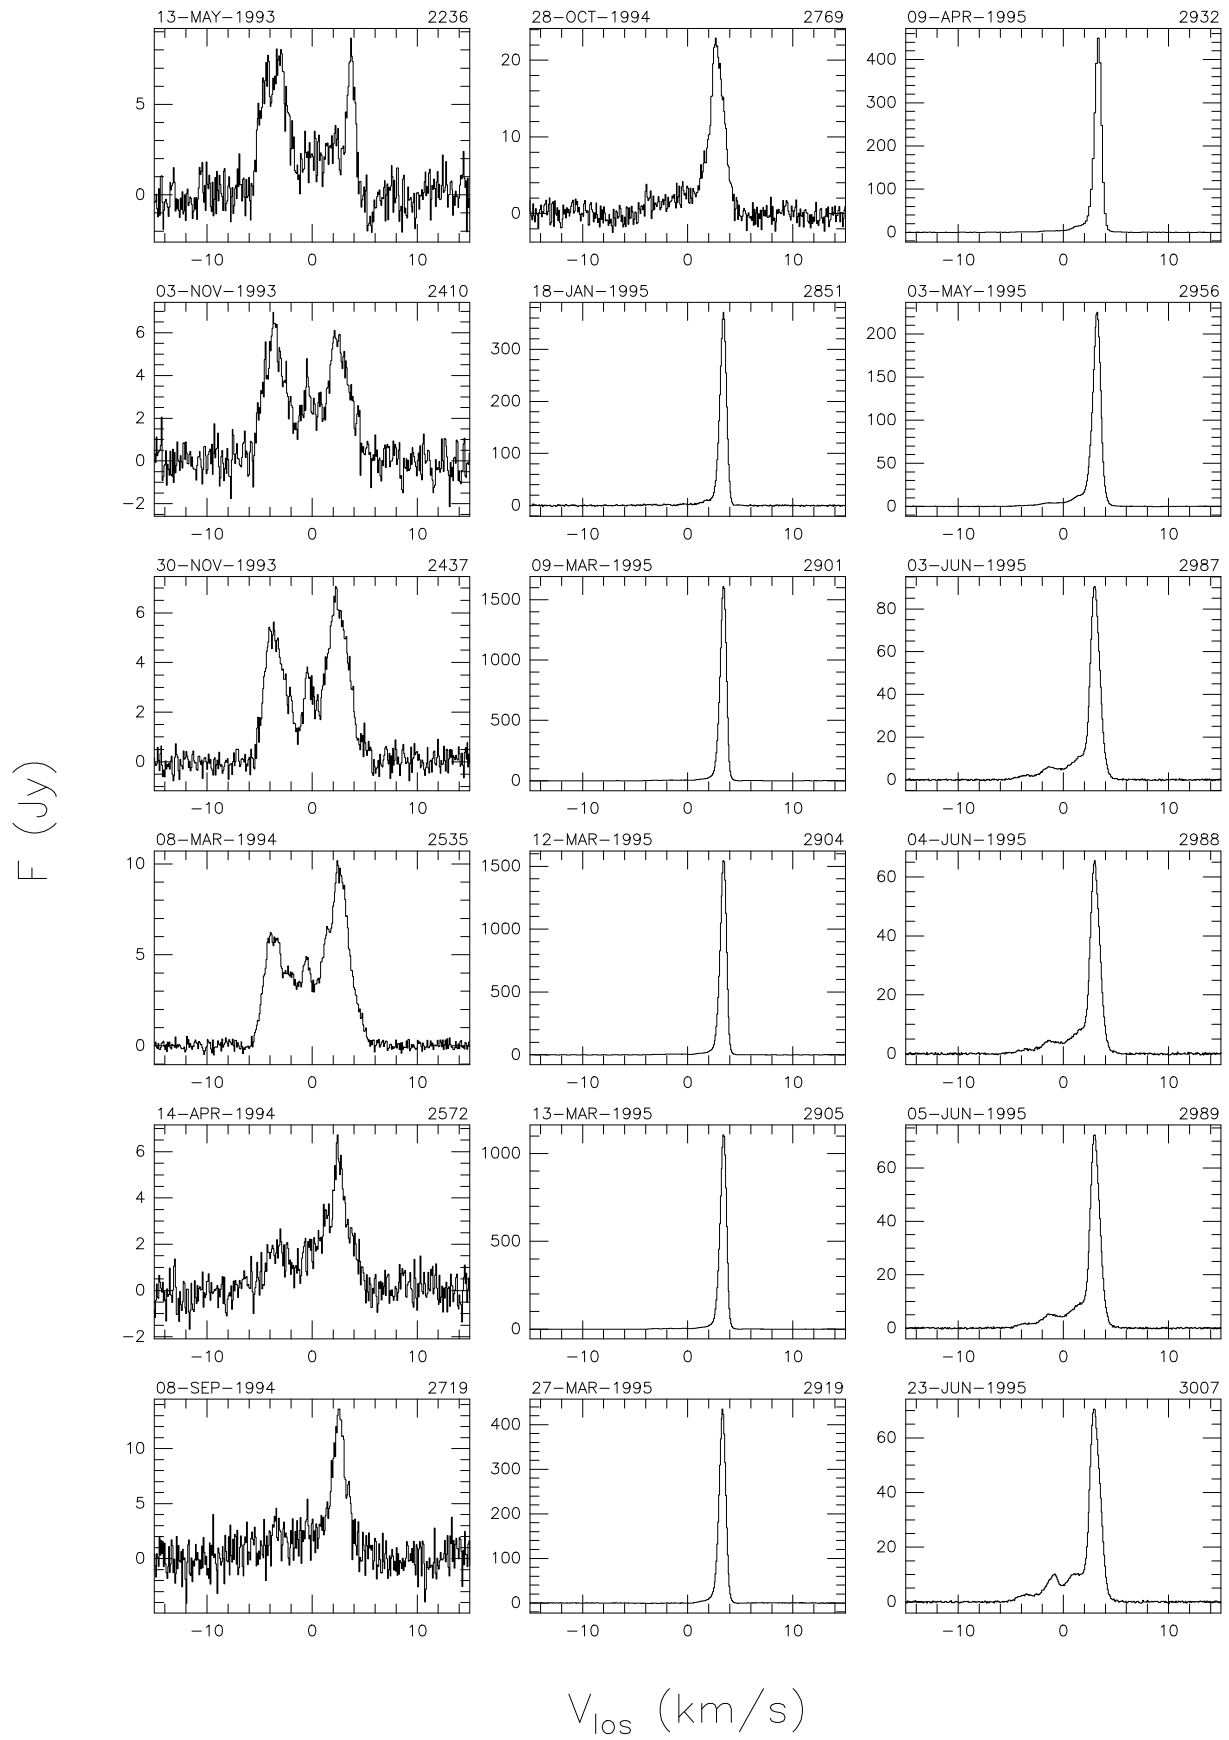 13-MAY-1993 2236 28-OCT-1994 2769 09-APR-1995 2932
5 0
20 10 0
400 300 200 100 0
-10 0 10 -10 0 10 -10 0 10
03-NOV-1993 2410 18-JAN-1995 2851 03-MAY-1995 2956
6 4 2 0 -2
300 200 100 0
200 150 100 50 0
-10 0 10 -10 0 10 -10 0 10
30-NOV-1993 2437 09-MAR-1995 2901 03-JUN-1995 2987
6 4 2 0
1500 1000 500 0
80 60 40 20 0
-10 0 10 -10 0 10 -10 0 10
F (Jy)
08-MAR-1994 2535 12-MAR-1995 2904 04-JUN-1995 2988
10 5 0
1500 1000 500 0
60 40 20 0
-10 0 10 -10 0 10 -10 0 10
14-APR-1994 2572 13-MAR-1995 2905 05-JUN-1995 2989
6 4 2 0 -2
1000 500 0
60 40 20 0
-10 0 10 -10 0 10 -10 0 10
08-SEP-1994 2719 27-MAR-1995 2919 23-JUN-1995 3007
10 5 0
400 300 200 100 0
60 40 20 0
-10 0 10 -10 0 10 -10 0 10
V_los (km/s)